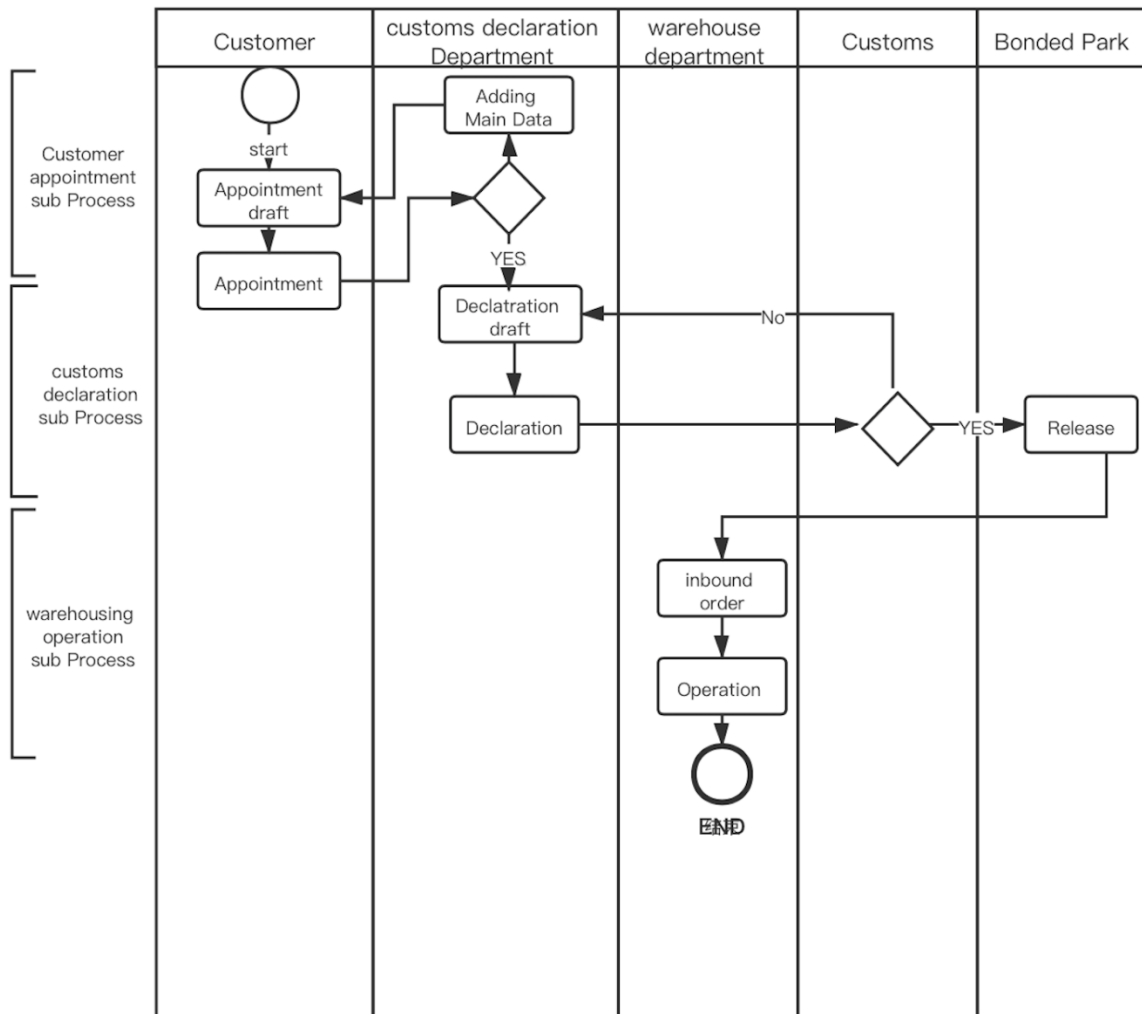 Customer
customs declaration
Department
warehouse
department
Customs
Bonded Park
Customer
appointment
sub Process
start
Adding
Main Data
Appointment
draft
Appointment
YES
customs
declaration
sub Process
Declatration
draft
No
Declaration
YES
Release
warehousing
operation
sub Process
inbound
order
Operation
END